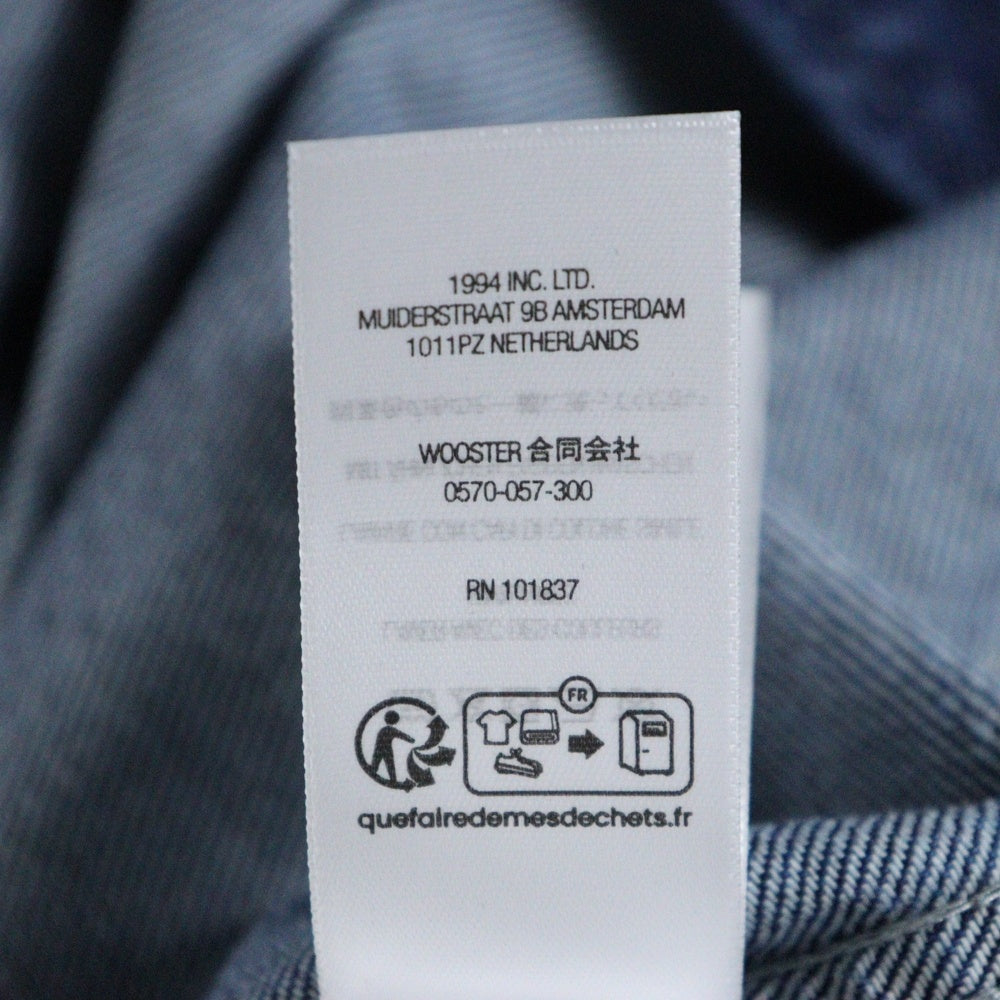 1994 INC. LTD.
MUIDERSTRAAT 9B AMSTERDAM
1011PZ NETHERLANDS
WOOSTER 合同会社
0570-057-300
RN 101837
FR
quefairedemesdechets.fr